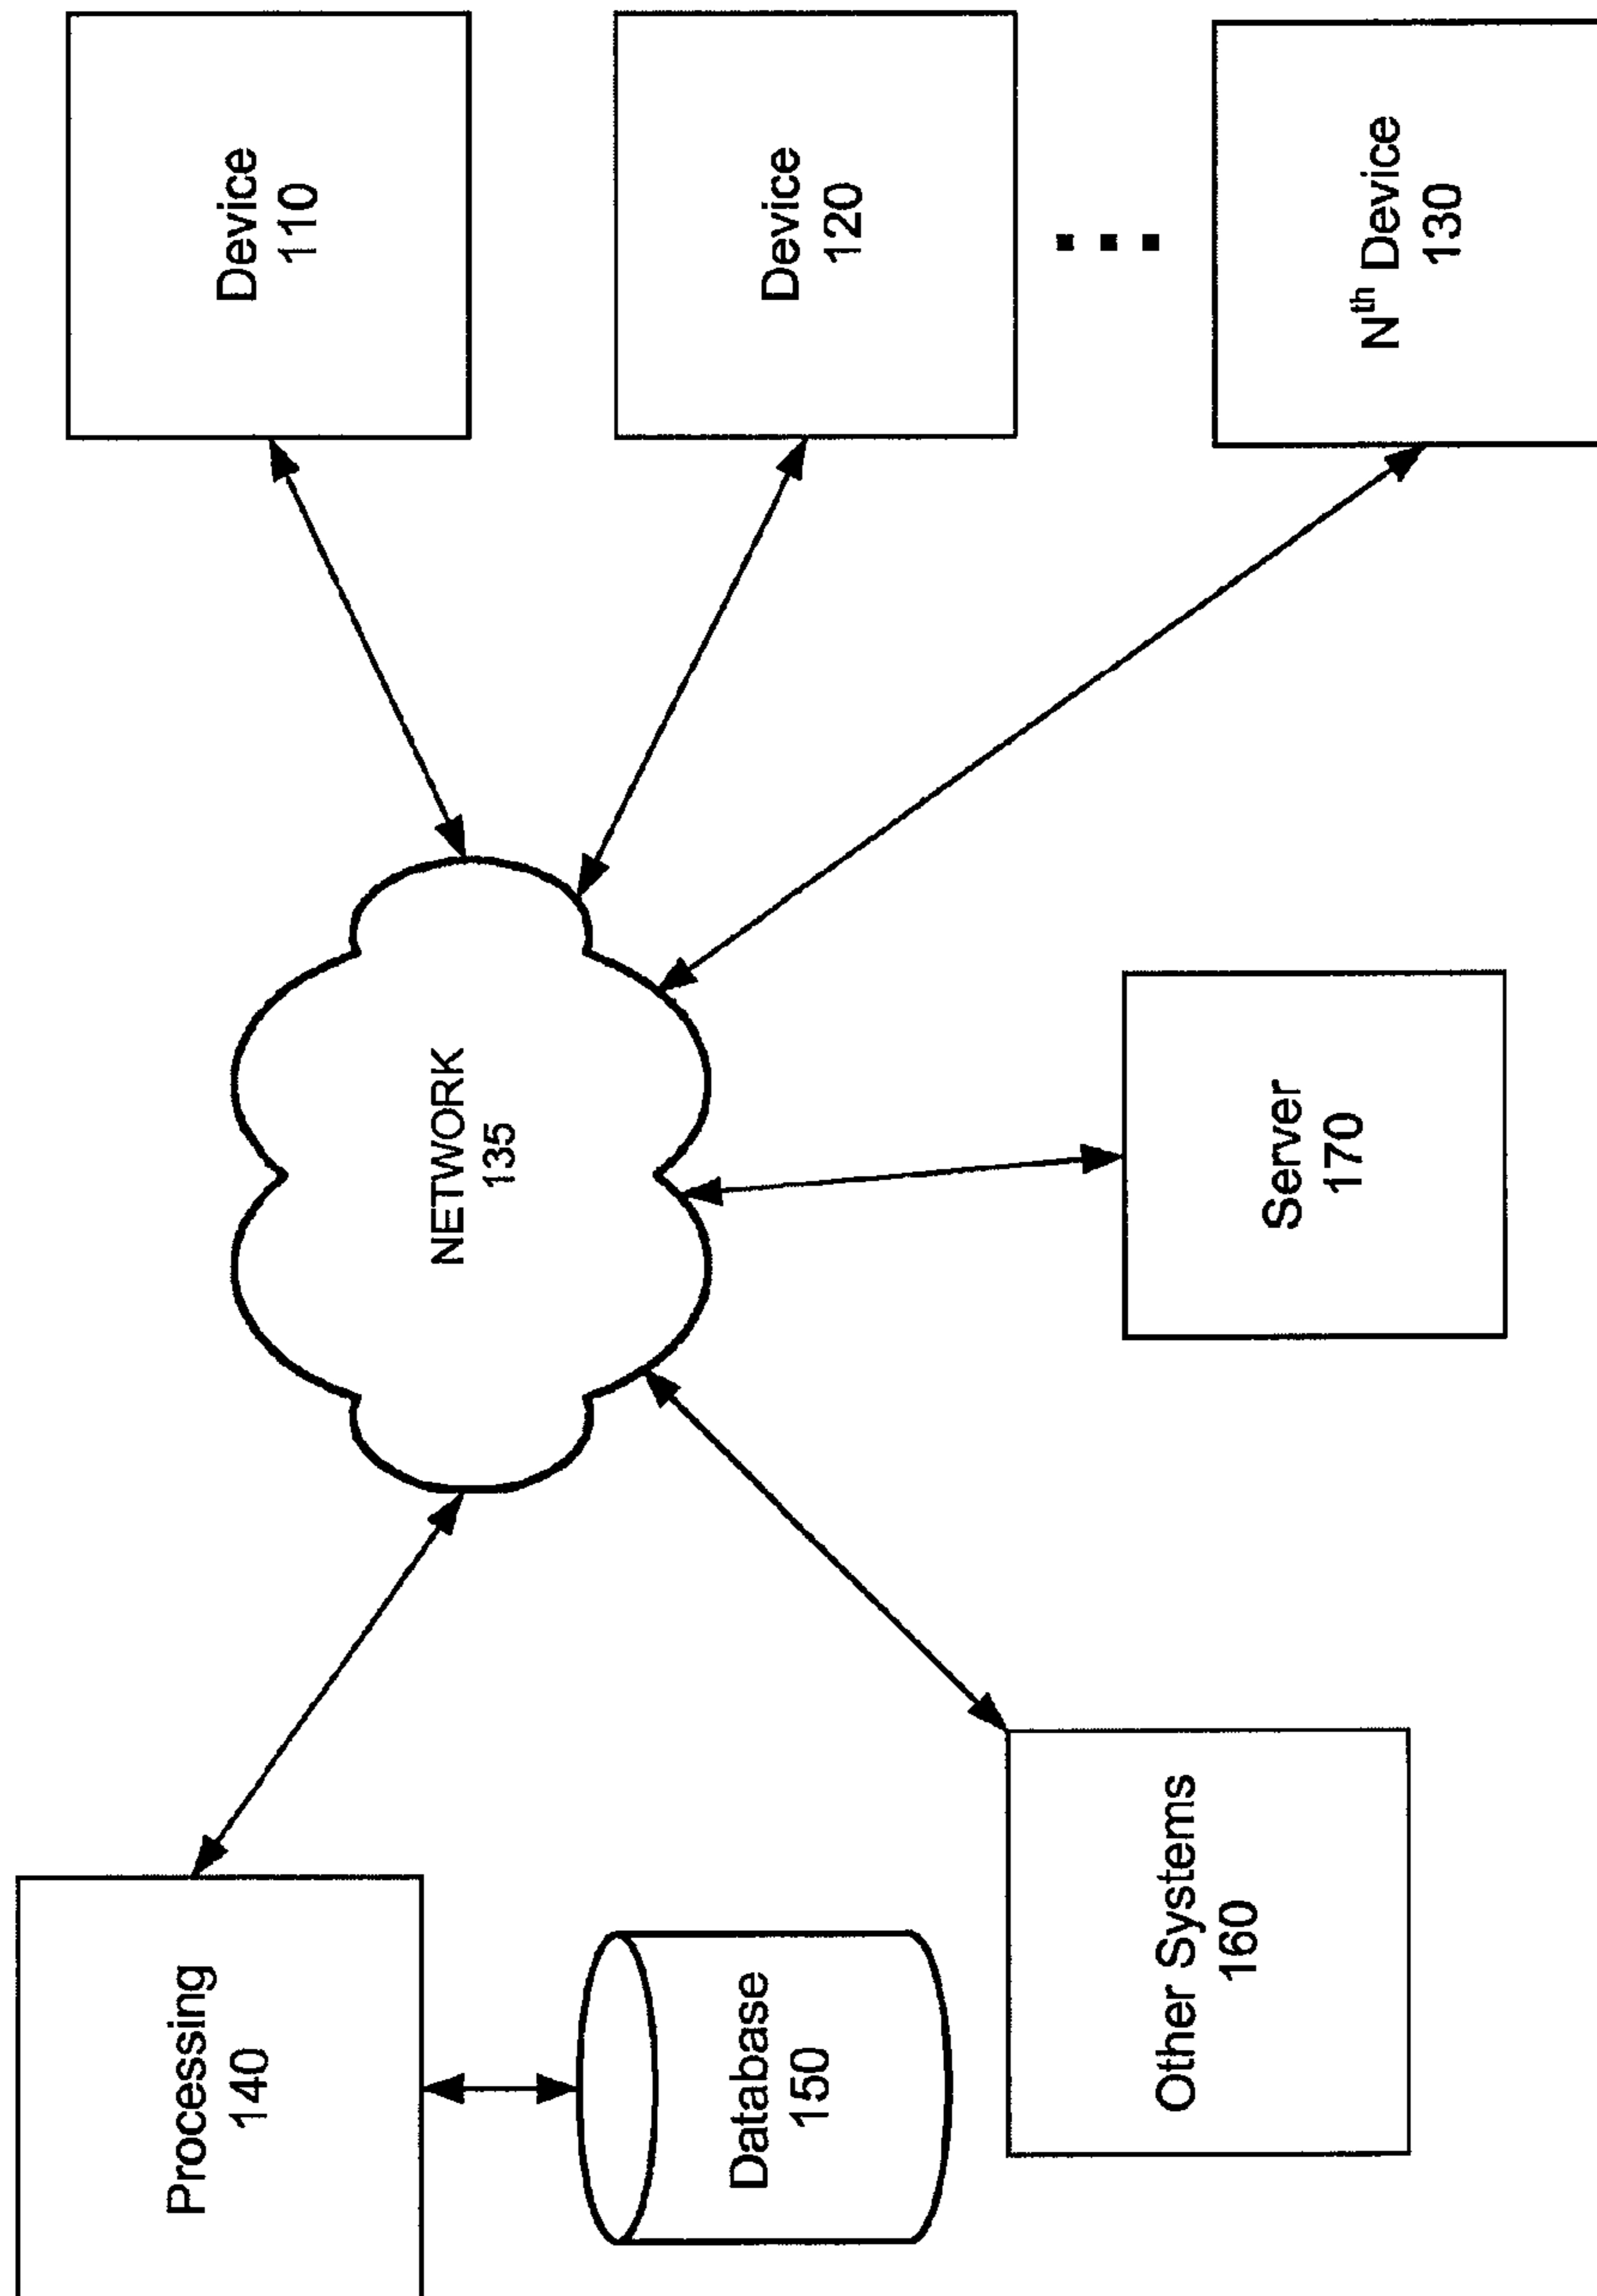 Processing
140
Database
150
Other Systems
160
NETWORK
135
Server
170
Device
110
Device
120
Nth Device
130